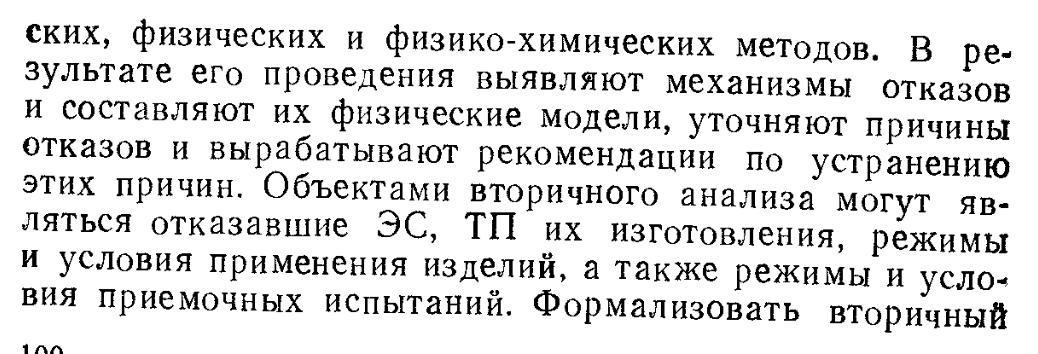 ских, физических и физико-химических методов. В ре-
зультате его проведения выявляют механизмы отказов
и составляют их физические модели, уточняют причины
отказов и вырабатывают рекомендации по устранению
этих причин. Объектами вторичного анализа могут яв-
ляться отказавшие ЭС, ТП их изготовления, режимы
и условия применения изделий, а также режимы и усло-
вия приемочных испытаний. Формализовать вторичный